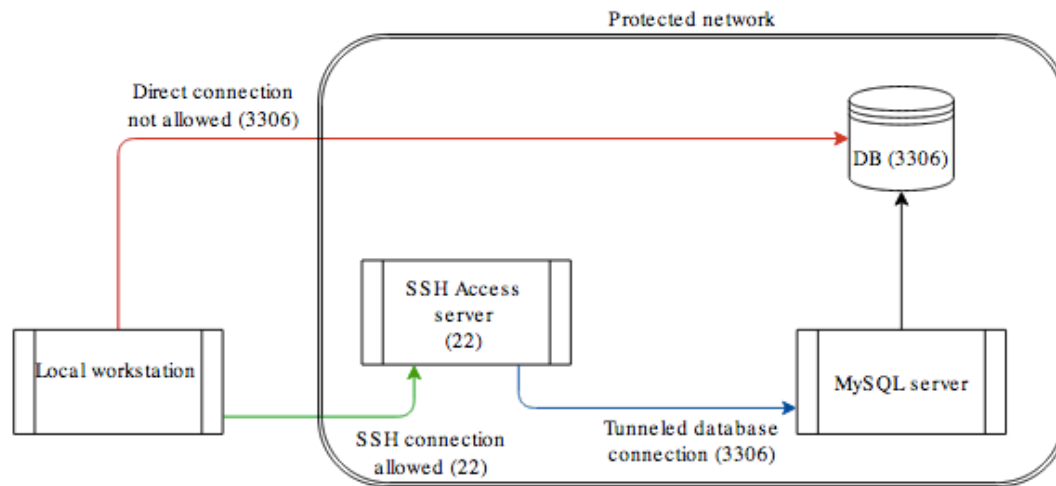 Protected network
Direct connection
not allowed (3306)
DB (3306)
SSH Access
server
(22)
Local workstation
MySQL server
SSH connection
allowed (22)
Tunneled database
connection (3306)